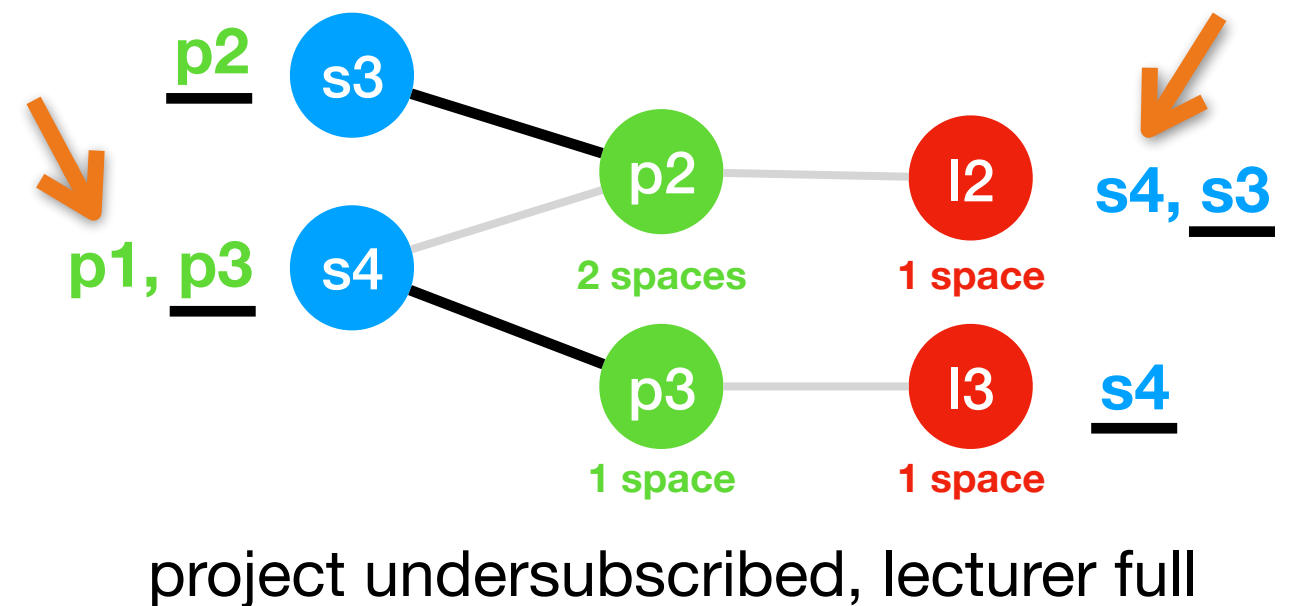 p2 s3
p2 l2 s4, s3
p1, p3 s4
2 spaces 1 space
p3 l3 s4
1 space 1 space
project undersubscribed, lecturer full